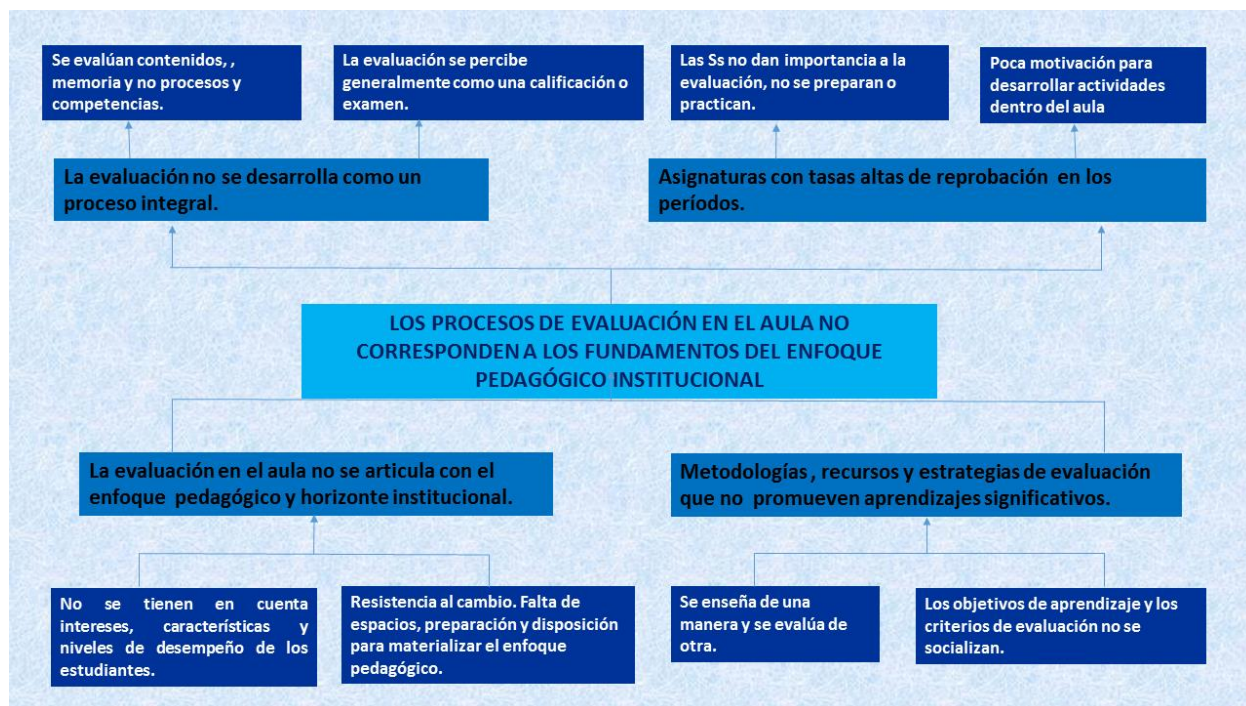 Se evalúan contenidos, ,
memoria y no procesos y
competencias.
La evaluación se percibe
generalmente como una calificación o
examen.
Las Ss no dan importancia a la
evaluación, no se preparan o
practican.
Poca motivación para
desarrollar actividades
dentro del aula
La evaluación no se desarrolla como un
proceso integral.
Asignaturas con tasas altas de reprobación en los
períodos.
LOS PROCESOS DE EVALUACIÓN EN EL AULA NO
CORRESPONDEN A LOS FUNDAMENTOS DEL ENFOQUE
PEDAGÓGICO INSTITUCIONAL
La evaluación en el aula no se articula con el
enfoque pedagógico y horizonte institucional.
Metodologías , recursos y estrategias de evaluación
que no promueven aprendizajes significativos.
No se tienen en cuenta
intereses, características y
niveles de desempeño de los
estudiantes.
Resistencia al cambio. Falta de
espacios, preparación y disposición
para materializar el enfoque
pedagógico.
Se enseña de una
manera y se evalúa de
otra.
Los objetivos de aprendizaje y los
criterios de evaluación no se
socializan.